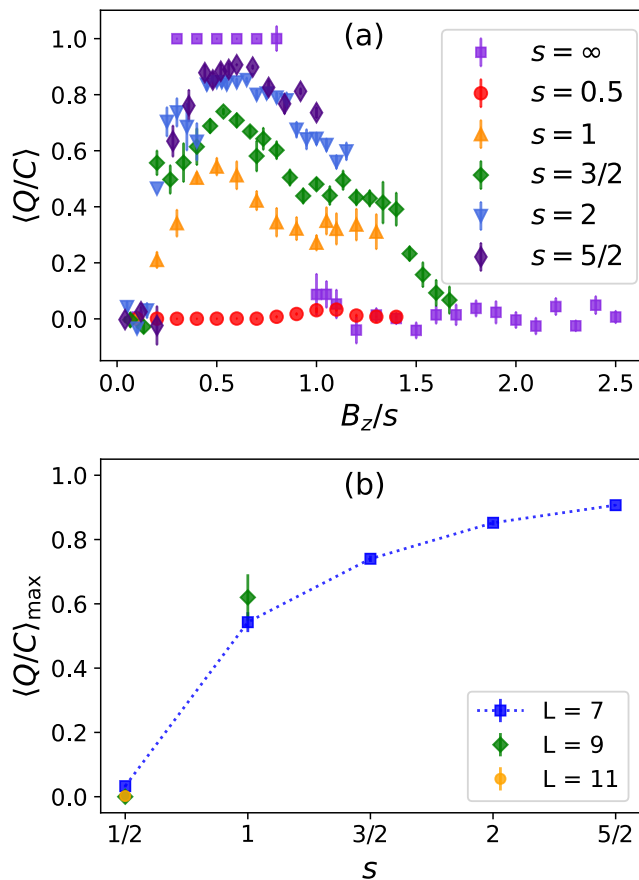 (a)
⟨Q/C⟩
1.0
0.8
0.6
0.4
0.2
0.0
s = ∞
s = 0.5
s = 1
s = 3/2
s = 2
s = 5/2
0.0 0.5 1.0 1.5 2.0 2.5
B_z/s
(b)
⟨Q/C⟩_max
1.0
0.8
0.6
0.4
0.2
0.0
L = 7
L = 9
L = 11
1/2 1 3/2 2 5/2
s